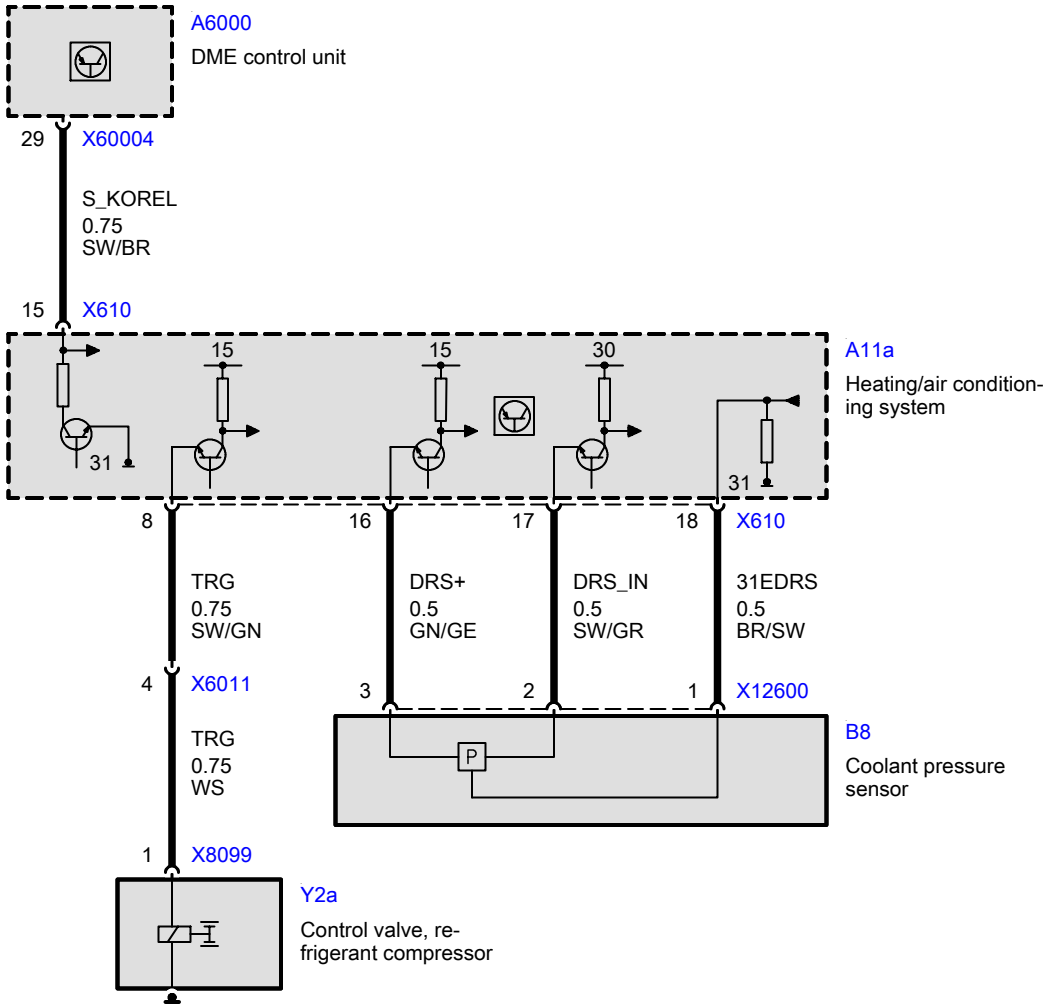 A6000
DME control unit
29 X60004
S_KOREL
0.75
SW/BR
15 X610
15 15 30
A11a
Heating/air condition-
ing system
31 31
8 16 17 18 X610
TRG DRS+ DRS_IN 31EDRS
0.75 0.5 0.5 0.5
SW/GN GN/GE SW/GR BR/SW
4 X6011 3 2 1 X12600
TRG
0.75
WS
P
B8
Coolant pressure
sensor
1 X8099
Y2a
Control valve, re-
frigerant compressor